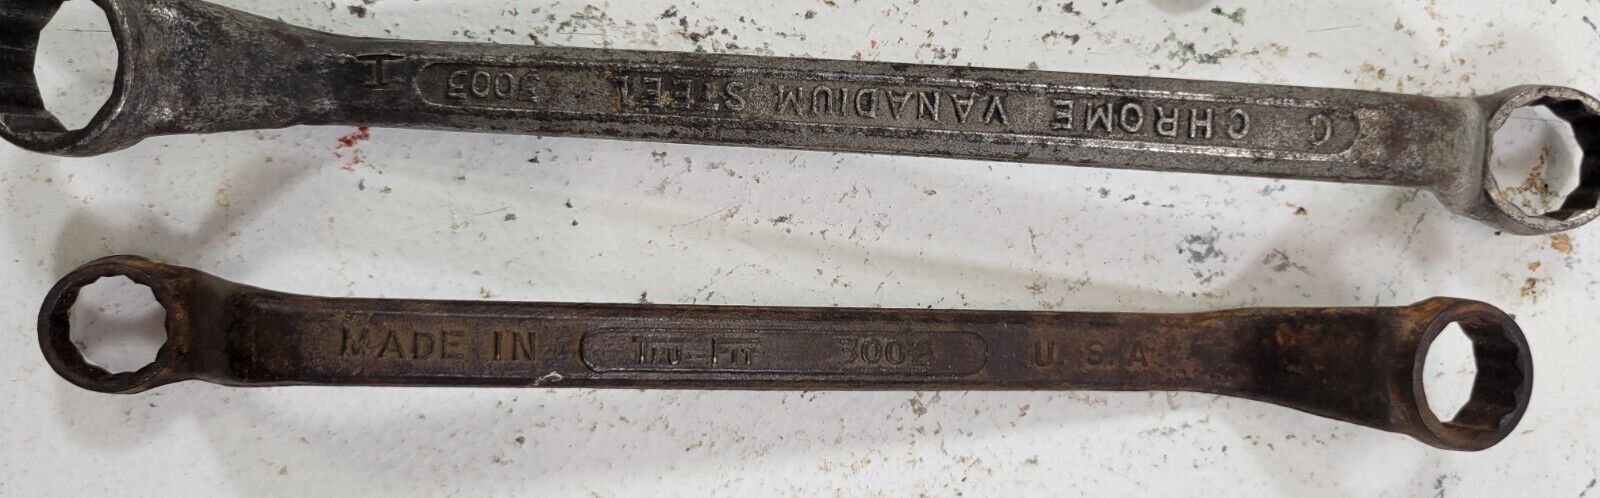 C CHROME VANADIUM STEEL 3003 I
MADE IN TRU-FIT 3002 U.S.A